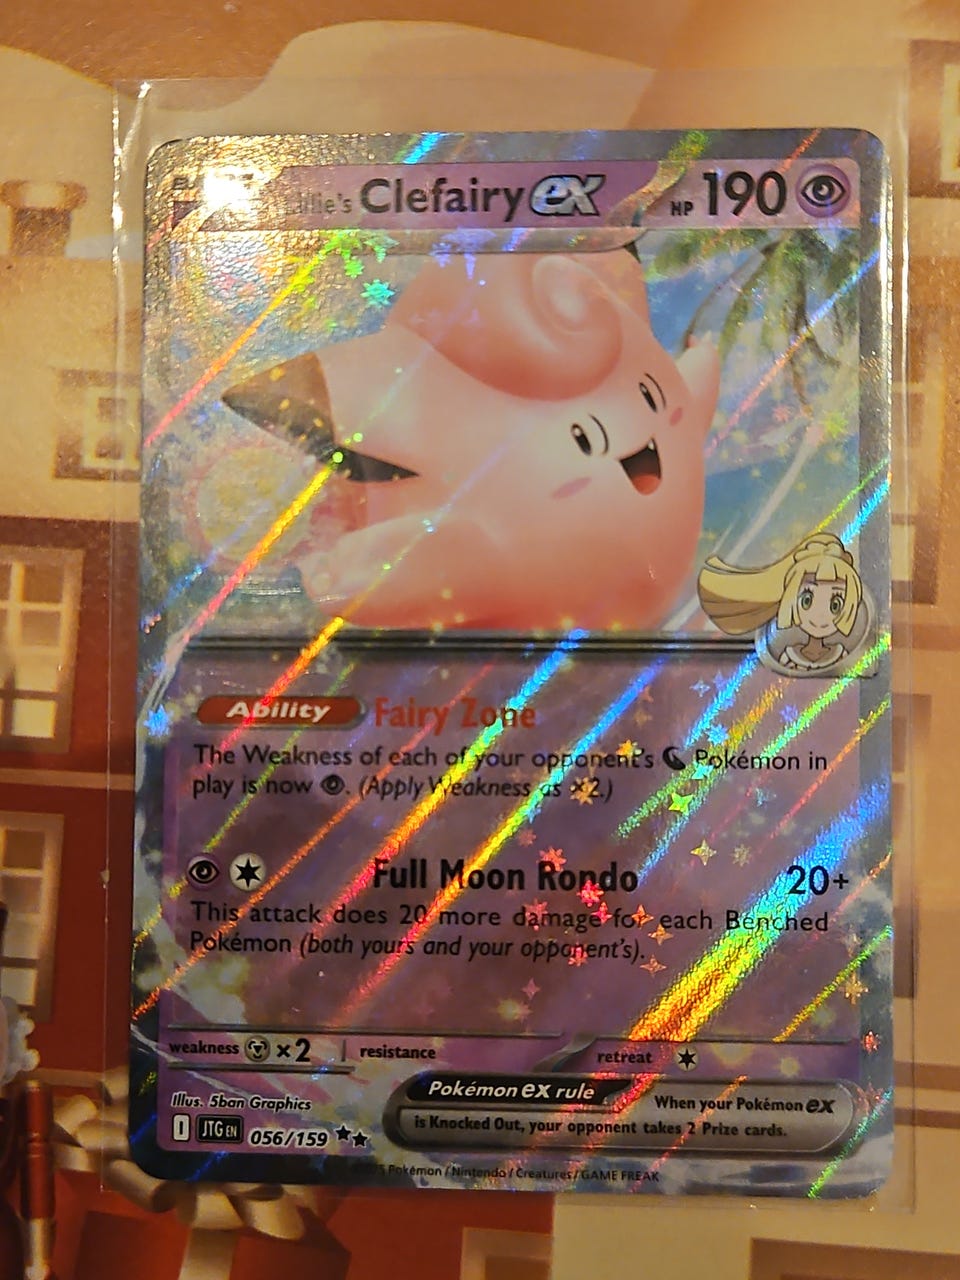 Clefairy ex HP 190
Ability Fairy Zone
The Weakness of each of your opponent's Pokémon in
play is now . (Apply Weakness as ×2.)
Full Moon Rondo 20+
This attack does 20 more damage for each Benched
Pokémon (both yours and your opponent's).
weakness ×2 resistance retreat
Illus. 5ban Graphics
Pokémon ex rule
When your Pokémon ex
is Knocked Out, your opponent takes 2 Prize cards.
I JTG EN 056/159
Pokémon / Nintendo / Creatures / GAME FREAK